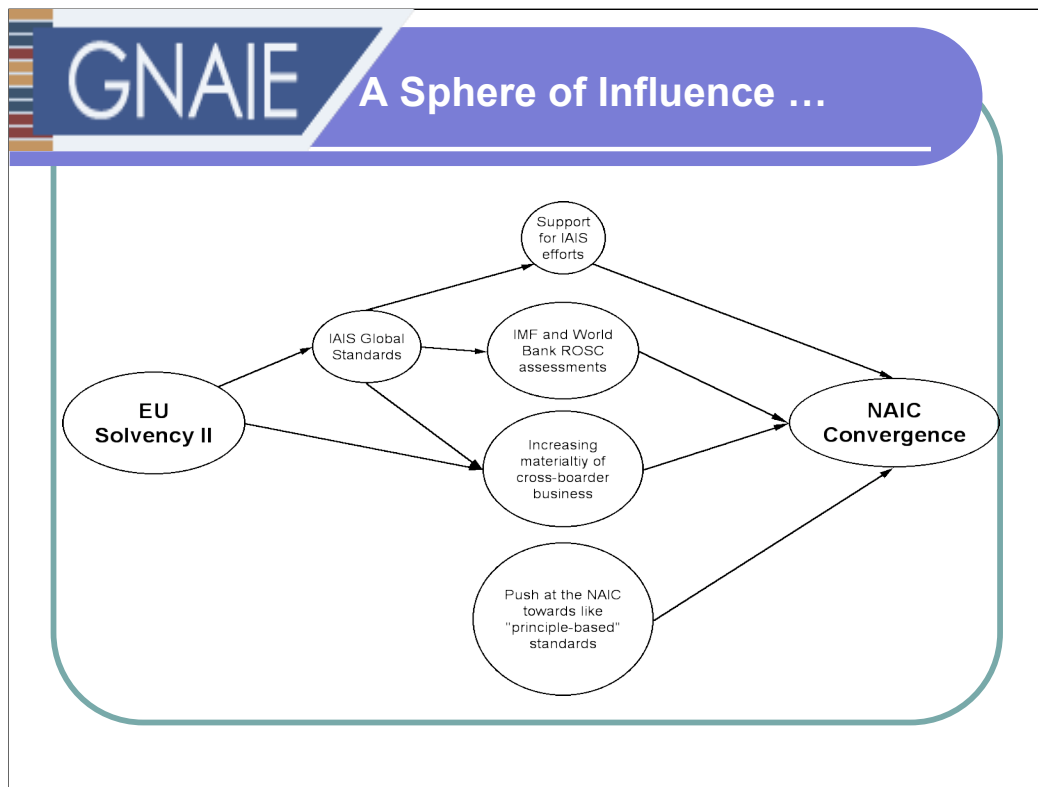 GNAIE
A Sphere of Influence …
Support
for IAIS
efforts
IAIS Global
Standards
IMF and World
Bank ROSC
assessments
EU
Solvency II
NAIC
Convergence
Increasing
materialtiy of
cross-boarder
business
Push at the NAIC
towards like
"principle-based"
standards